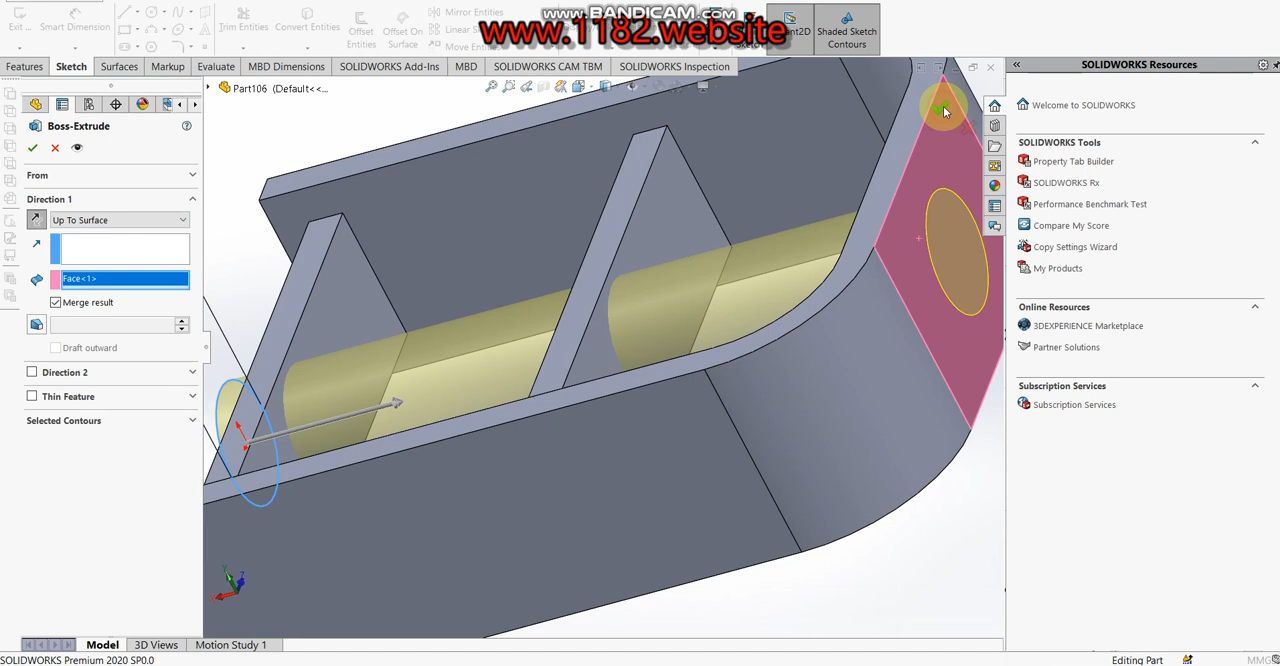 www.BANDICAM.com
www.1182.website
Exit ...
Smart Dimension
Trim Entities
Convert Entities
Offset Entities
Offset On Surface
Mirror Entities
Linear S
Move Entities
Shaded Sketch Contours
Features
Sketch
Surfaces
Markup
Evaluate
MBD Dimensions
SOLIDWORKS Add-Ins
MBD
SOLIDWORKS CAM TBM
SOLIDWORKS Inspection
Part106 (Default<<...
Boss-Extrude
From
Direction 1
Up To Surface
Face<1>
Merge result
Draft outward
Direction 2
Thin Feature
Selected Contours
SOLIDWORKS Resources
Welcome to SOLIDWORKS
SOLIDWORKS Tools
Property Tab Builder
SOLIDWORKS Rx
Performance Benchmark Test
Compare My Score
Copy Settings Wizard
My Products
Online Resources
3DEXPERIENCE Marketplace
Partner Solutions
Subscription Services
Subscription Services
Model
3D Views
Motion Study 1
SOLIDWORKS Premium 2020 SP0.0
Editing Part
MMG